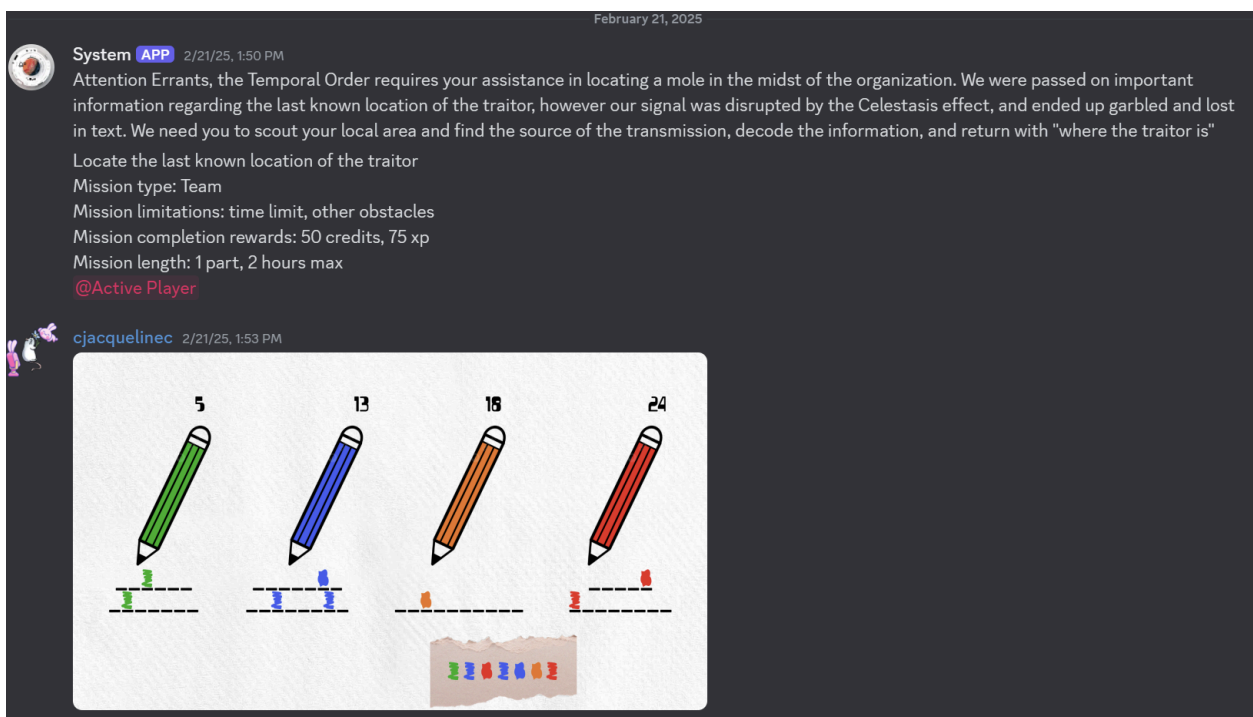 February 21, 2025
System APP 2/21/25, 1:50 PM
Attention Errants, the Temporal Order requires your assistance in locating a mole in the midst of the organization. We were passed on important
information regarding the last known location of the traitor, however our signal was disrupted by the Celestasis effect, and ended up garbled and lost
in text. We need you to scout your local area and find the source of the transmission, decode the information, and return with "where the traitor is"
Locate the last known location of the traitor
Mission type: Team
Mission limitations: time limit, other obstacles
Mission completion rewards: 50 credits, 75 xp
Mission length: 1 part, 2 hours max
@Active Player
cjacquelinec 2/21/25, 1:53 PM
5 13 18 24